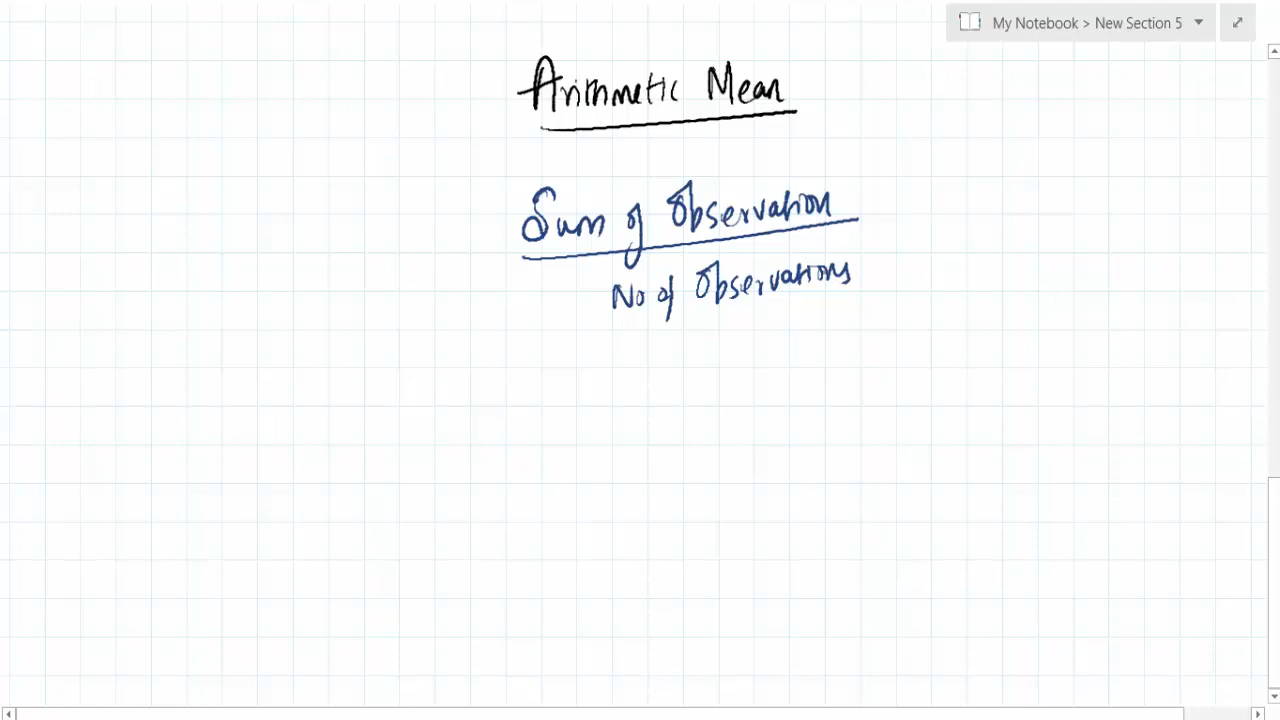 My Notebook > New Section 5
Arithmetic Mean
Sum of Observation
No of Observations